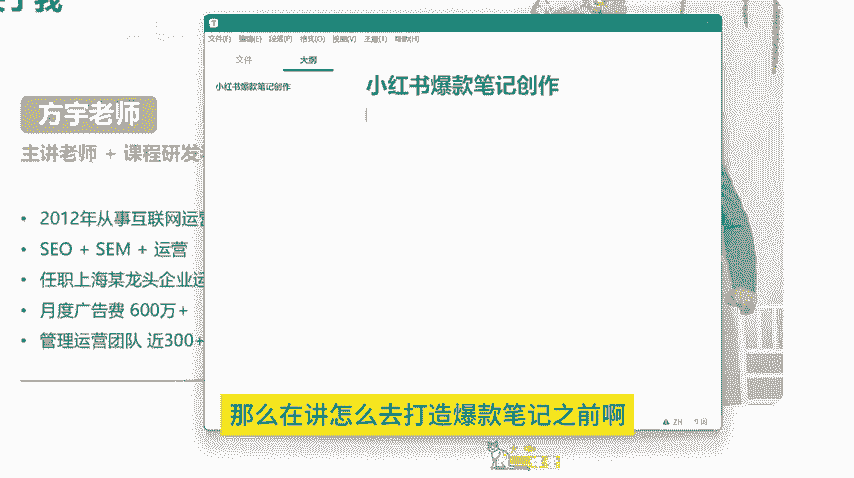 方宇老师
主讲老师 + 课程研发
• 2012年从事互联网运营
• SEO + SEM + 运营
• 任职上海某龙头企业运
• 月度广告费 600万+
• 管理运营团队 近300+
文件(F) 编辑(E) 段落(P) 格式(O) 视图(V) 主题(T) 帮助(H)
文件 大纲
小红书爆款笔记创作
小红书爆款笔记创作
那么在讲怎么去打造爆款笔记之前啊
ZH